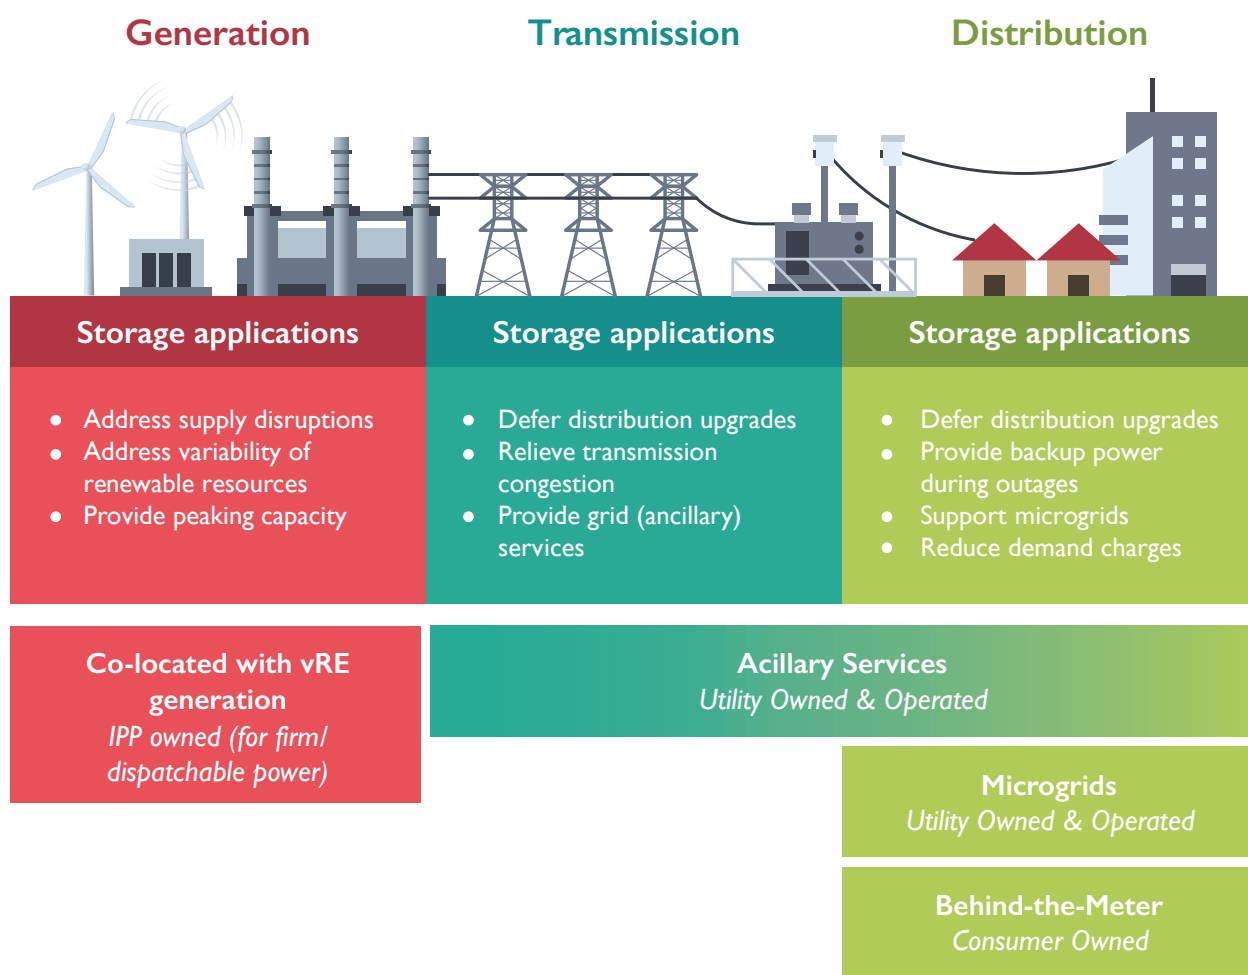 Generation
Transmission
Distribution
Storage applications
● Address supply disruptions
● Address variability of
renewable resources
● Provide peaking capacity
Storage applications
● Defer distribution upgrades
● Relieve transmission
congestion
● Provide grid (ancillary)
services
Storage applications
● Defer distribution upgrades
● Provide backup power
during outages
● Support microgrids
● Reduce demand charges
Co-located with vRE
generation
IPP owned (for firm/
dispatchable power)
Acillary Services
Utility Owned & Operated
Microgrids
Utility Owned & Operated
Behind-the-Meter
Consumer Owned